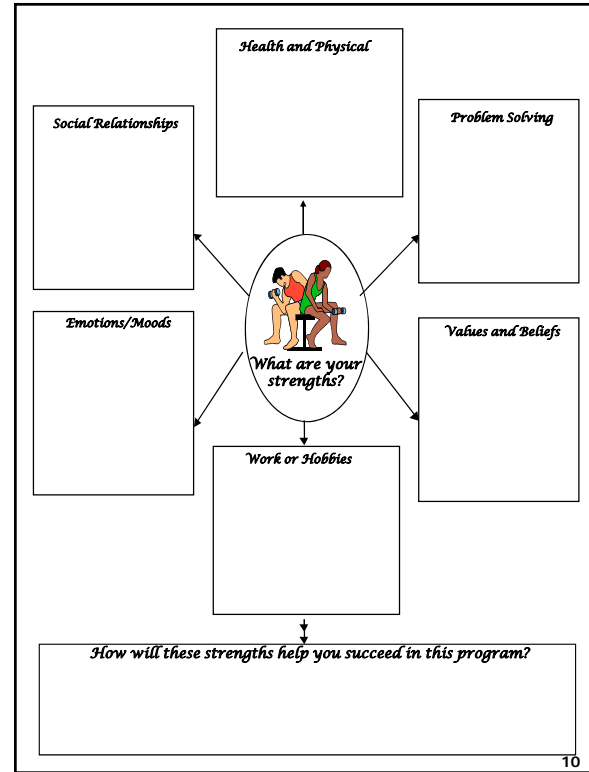 Health and Physical
Social Relationships
Problem Solving
What are your
strengths?
Emotions/Moods
Values and Beliefs
Work or Hobbies
How will these strengths help you succeed in this program?
10